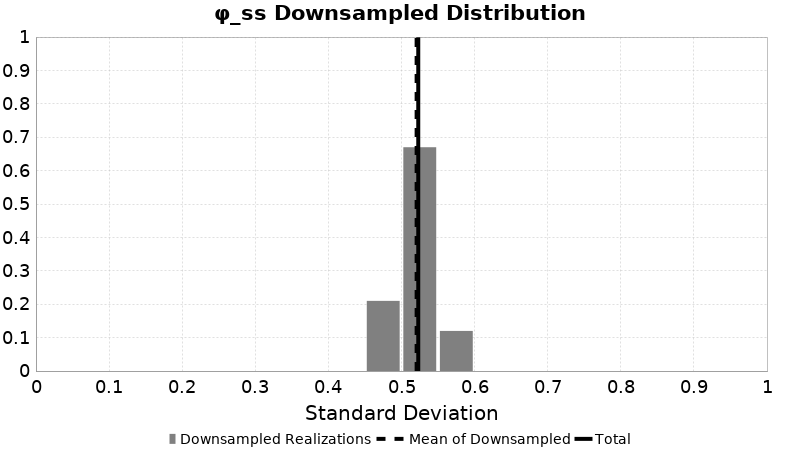 φ_ss Downsampled Distribution
1
0.9
0.8
0.7
0.6
0.5
0.4
0.3
0.2
0.1
0
0 0.1 0.2 0.3 0.4 0.5 0.6 0.7 0.8 0.9 1
Standard Deviation
Downsampled Realizations Mean of Downsampled Total